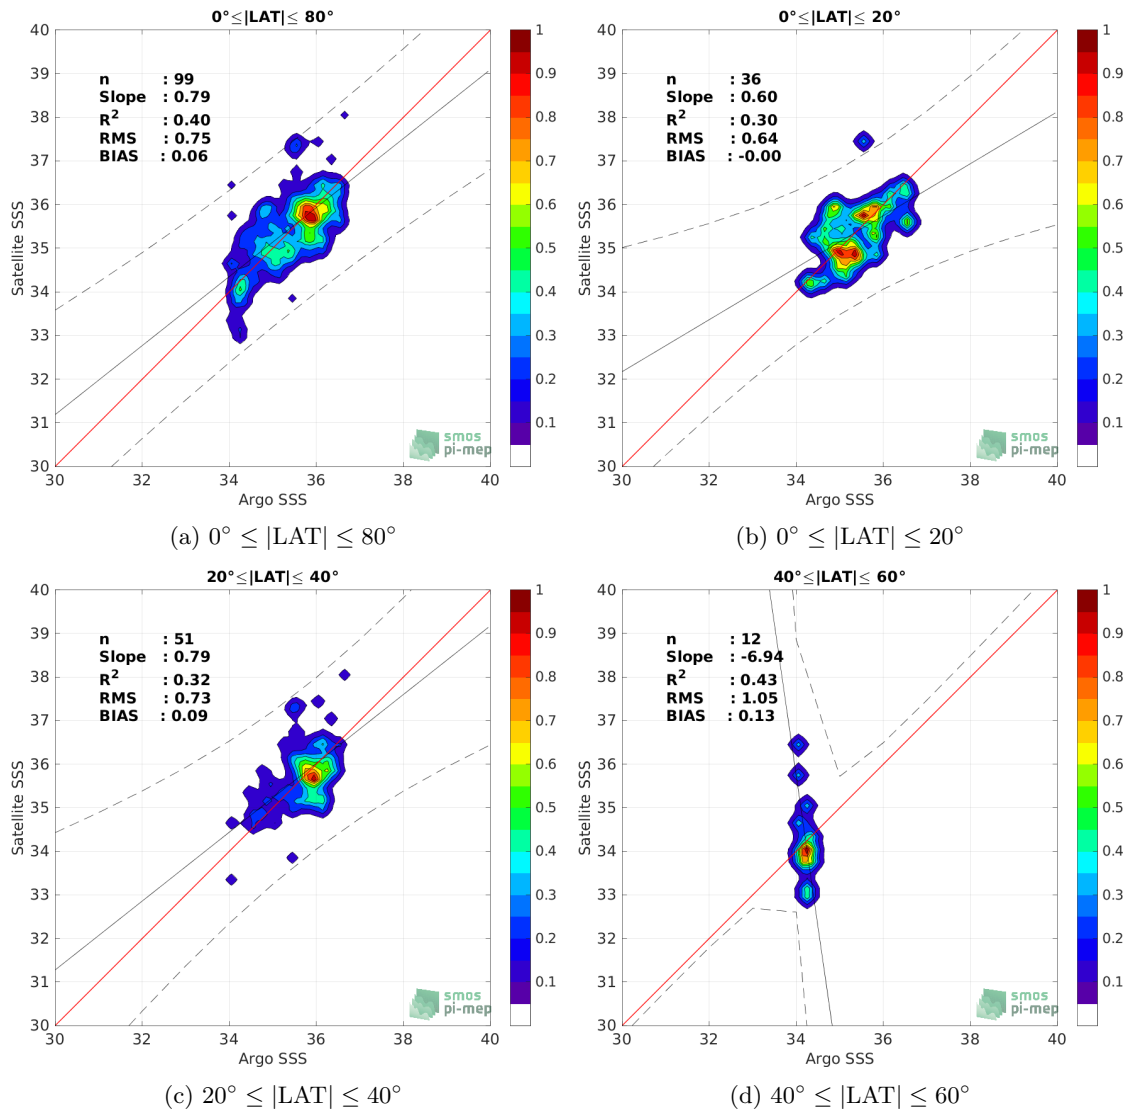 0°≤|LAT|≤ 80°
n : 99
Slope : 0.79
R² : 0.40
RMS : 0.75
BIAS : 0.06
40
39
38
37
36
35
34
33
32
31
30
Satellite SSS
30 32 34 36 38 40
Argo SSS
1
0.9
0.8
0.7
0.6
0.5
0.4
0.3
0.2
0.1
smos
pi-mep
(a) 0° ≤ |LAT| ≤ 80°
0°≤|LAT|≤ 20°
n : 36
Slope : 0.60
R² : 0.30
RMS : 0.64
BIAS : -0.00
40
39
38
37
36
35
34
33
32
31
30
Satellite SSS
30 32 34 36 38 40
Argo SSS
1
0.9
0.8
0.7
0.6
0.5
0.4
0.3
0.2
0.1
smos
pi-mep
(b) 0° ≤ |LAT| ≤ 20°
20°≤|LAT|≤ 40°
n : 51
Slope : 0.79
R² : 0.32
RMS : 0.73
BIAS : 0.09
40
39
38
37
36
35
34
33
32
31
30
Satellite SSS
30 32 34 36 38 40
Argo SSS
1
0.9
0.8
0.7
0.6
0.5
0.4
0.3
0.2
0.1
smos
pi-mep
(c) 20° ≤ |LAT| ≤ 40°
40°≤|LAT|≤ 60°
n : 12
Slope : -6.94
R² : 0.43
RMS : 1.05
BIAS : 0.13
40
39
38
37
36
35
34
33
32
31
30
Satellite SSS
30 32 34 36 38 40
Argo SSS
1
0.9
0.8
0.7
0.6
0.5
0.4
0.3
0.2
0.1
smos
pi-mep
(d) 40° ≤ |LAT| ≤ 60°